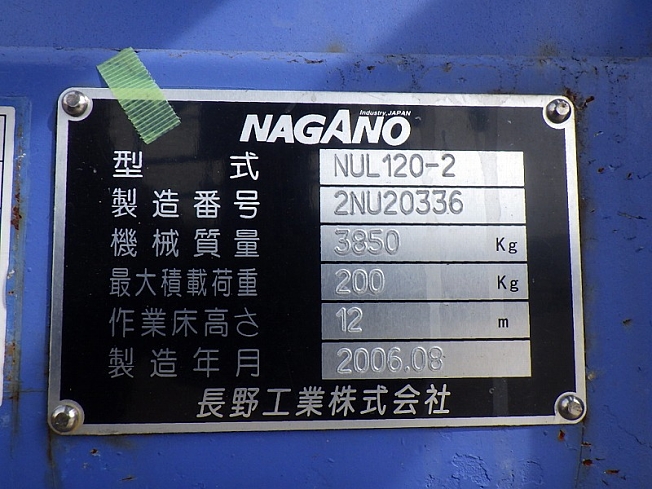 Industry, JAPAN
NAGANO
型式 NUL120-2
製造番号 2NU20336
機械質量 3850 Kg
最大積載荷重 200 Kg
作業床高さ 12 m
製造年月 2006.08
長野工業株式会社